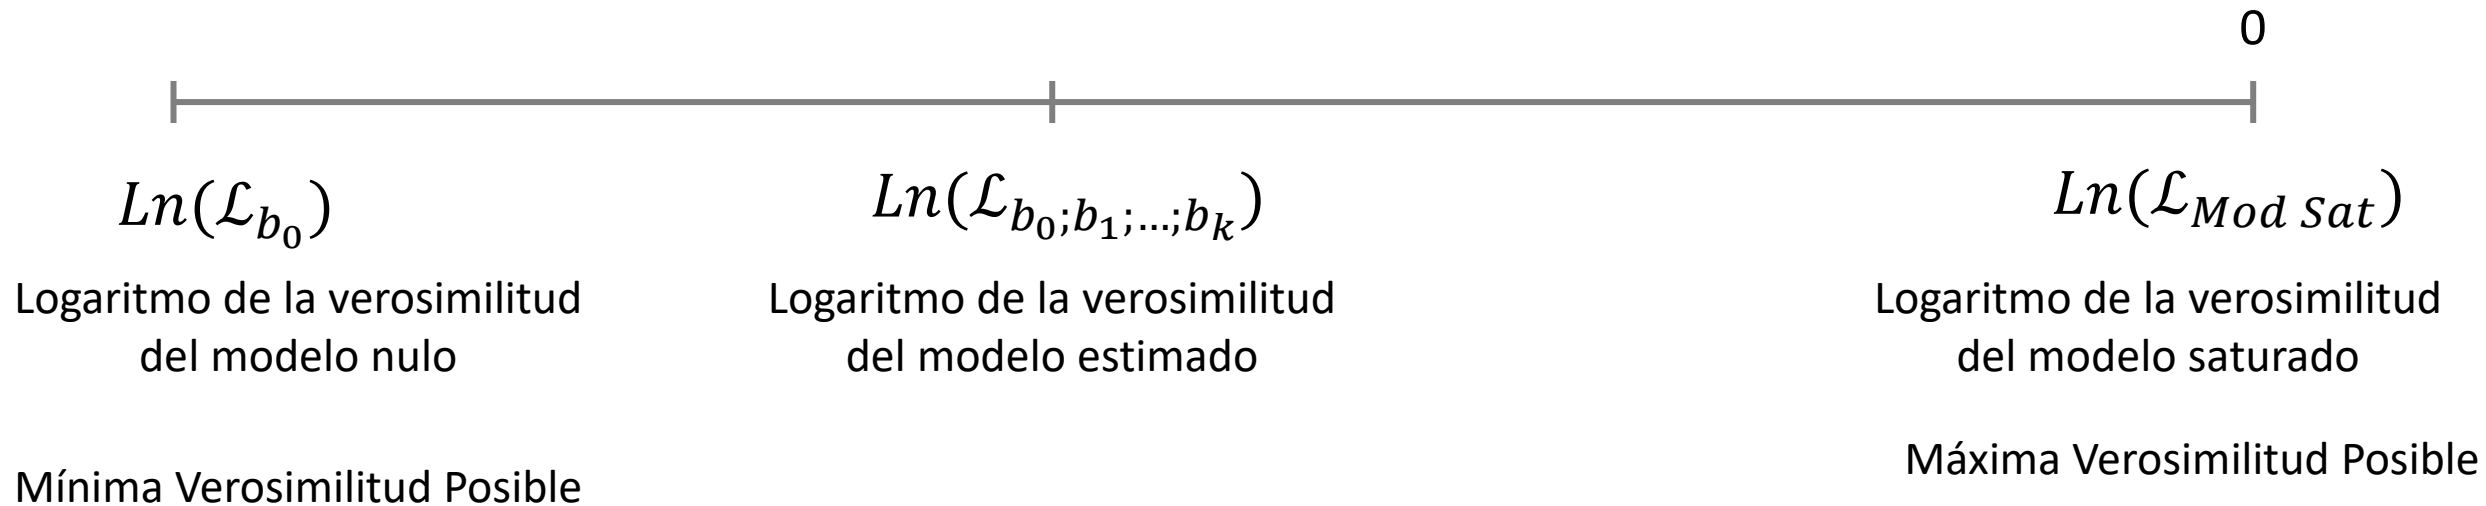 0
Ln(ℒ_{b_0})
Ln(ℒ_{b_0;b_1;…;b_k})
Ln(ℒ_{Mod Sat})
Logaritmo de la verosimilitud
del modelo nulo
Logaritmo de la verosimilitud
del modelo estimado
Logaritmo de la verosimilitud
del modelo saturado
Mínima Verosimilitud Posible
Máxima Verosimilitud Posible